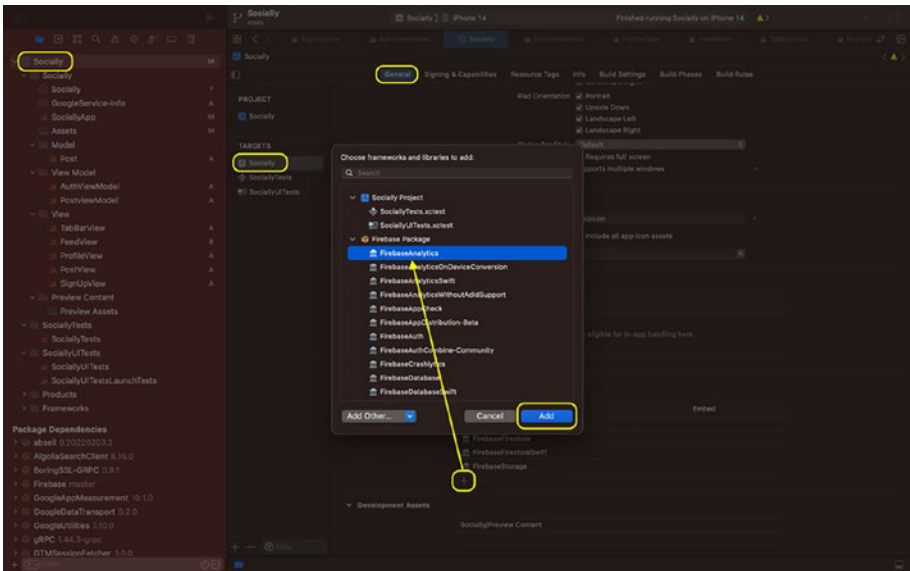 Socially
main
Socially
iPhone 14
Finished running Socially on iPhone 14
Socially
Socially
General
Signing & Capabilities
Resource Tags
Info
Build Settings
Build Phases
Build Rules
Socially
M
Socially
Socially
?
GoogleService-Info
A
SociallyApp
M
Assets
M
Model
Post
A
View Model
AuthViewModel
A
PostviewModel
A
View
TabBarView
A
FeedView
ProfileView
A
PostView
A
SignUpView
A
Preview Content
Preview Assets
SociallyTests
SociallyTests
SociallyUITests
SociallyUITests
SociallyUITestsLaunchTests
Products
Frameworks
Package Dependencies
abseil 0.20220203.2
AlgoliaSearchClient 8.18.0
BoringSSL-GRPC 0.9.1
Firebase master
GoogleAppMeasurement 10.1.0
GoogleDataTransport 9.2.0
GoogleUtilities 7.10.0
gRPC 1.44.3-grpc
GTMSessionFetcher 3.0.0
PROJECT
Socially
TARGETS
Socially
SociallyTests
SociallyUITests
Filter
iPad Orientation
Portrait
Upside Down
Landscape Left
Landscape Right
Default
Requires full screen
Supports multiple windows
include all app icon assets
eligible for in-app handling here
Embed
Choose frameworks and libraries to add:
Search
Socially Project
SociallyTests.xctest
SociallyUITests.xctest
Firebase Package
FirebaseAnalytics
FirebaseAnalyticsOnDeviceConversion
FirebaseAnalyticsSwift
FirebaseAnalyticsWithoutAdIdSupport
FirebaseAppCheck
FirebaseAppDistribution-Beta
FirebaseAuth
FirebaseAuthCombine-Community
FirebaseCrashlytics
FirebaseDatabase
FirebaseDatabaseSwift
Add Other...
Cancel
Add
FirebaseFirestore
FirebaseFirestoreSwift
FirebaseStorage
Development Assets
Socially/Preview Content